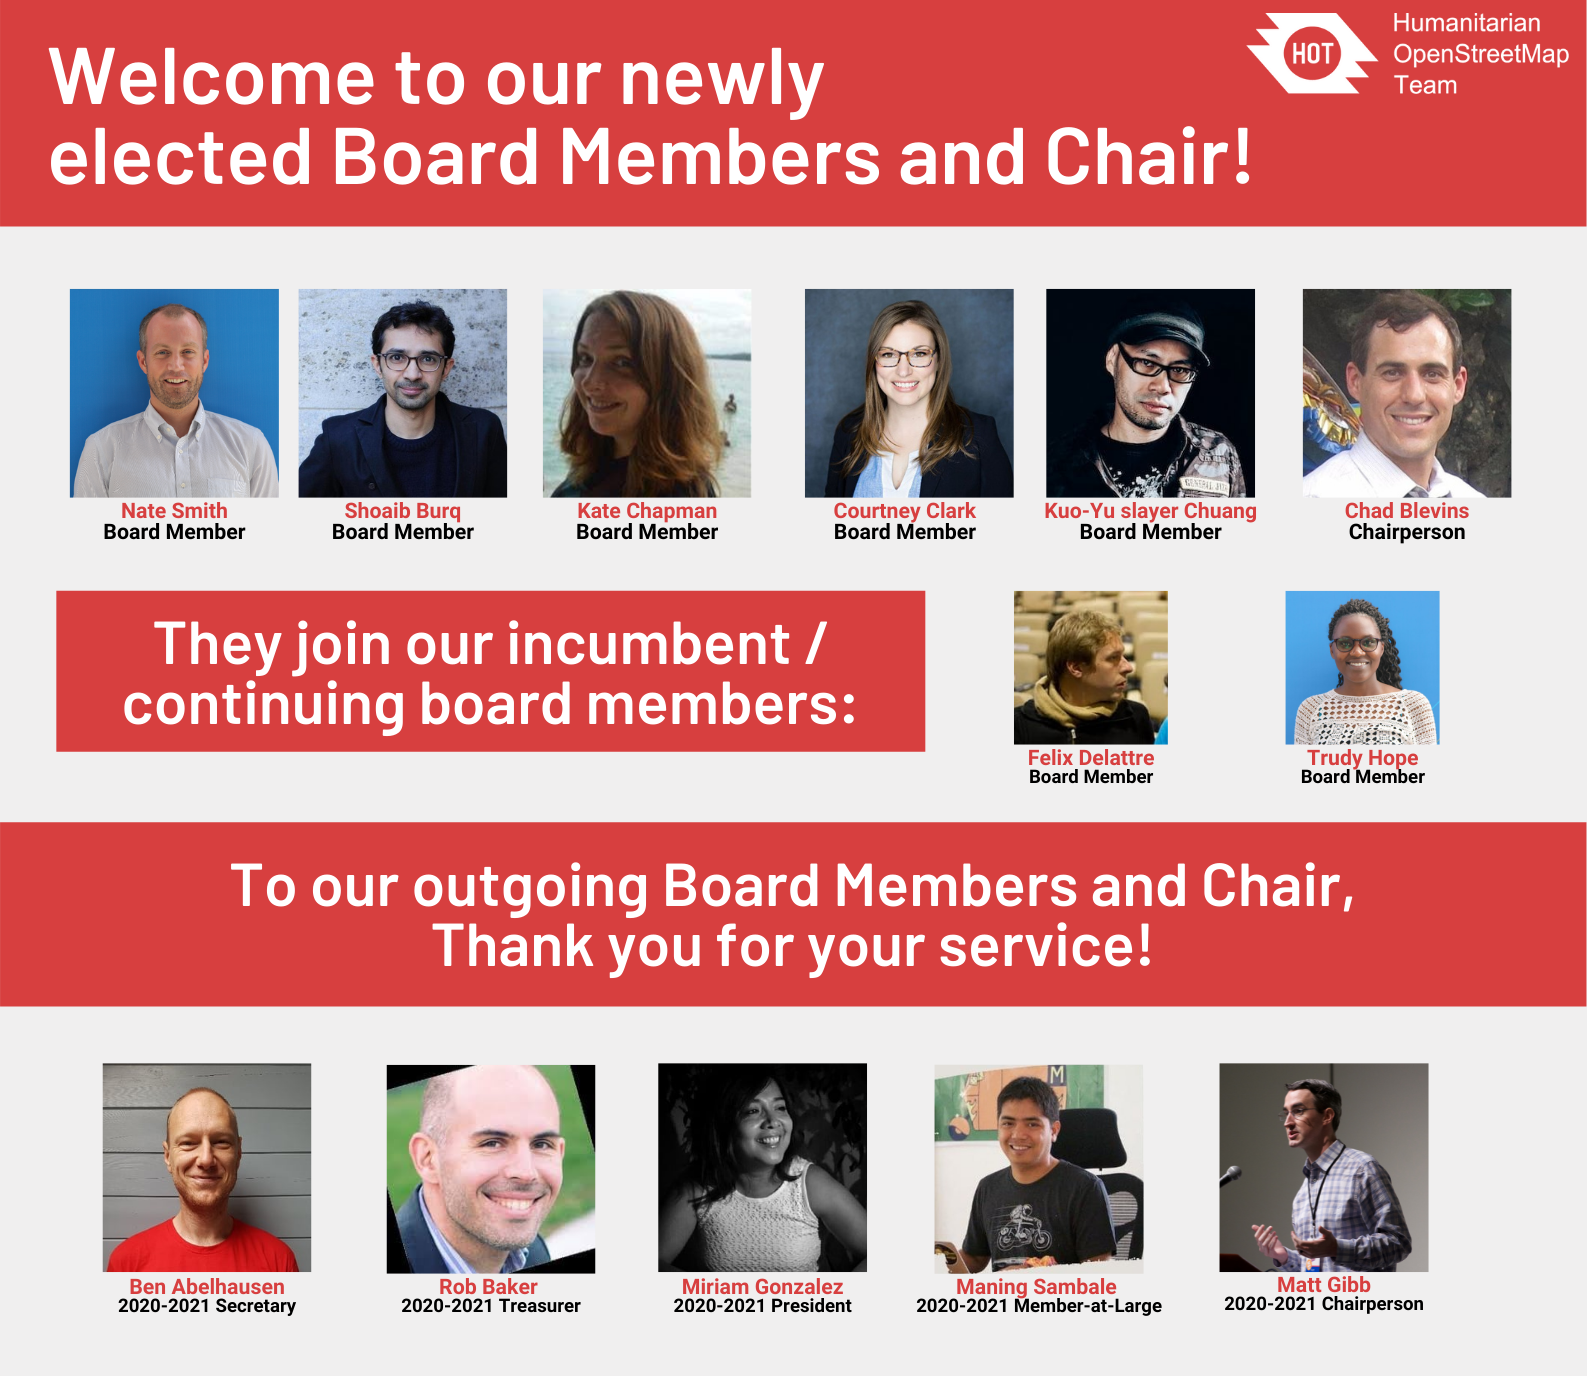 Welcome to our newly
elected Board Members and Chair!
HOT
Humanitarian
OpenStreetMap
Team
Nate Smith
Board Member
Shoaib Burq
Board Member
Kate Chapman
Board Member
Courtney Clark
Board Member
Kuo-Yu slayer Chuang
Board Member
Chad Blevins
Chairperson
They join our incumbent /
continuing board members:
Felix Delattre
Board Member
Trudy Hope
Board Member
To our outgoing Board Members and Chair,
Thank you for your service!
M
Ben Abelhausen
2020-2021 Secretary
Rob Baker
2020-2021 Treasurer
Miriam Gonzalez
2020-2021 President
Maning Sambale
2020-2021 Member-at-Large
Matt Gibb
2020-2021 Chairperson